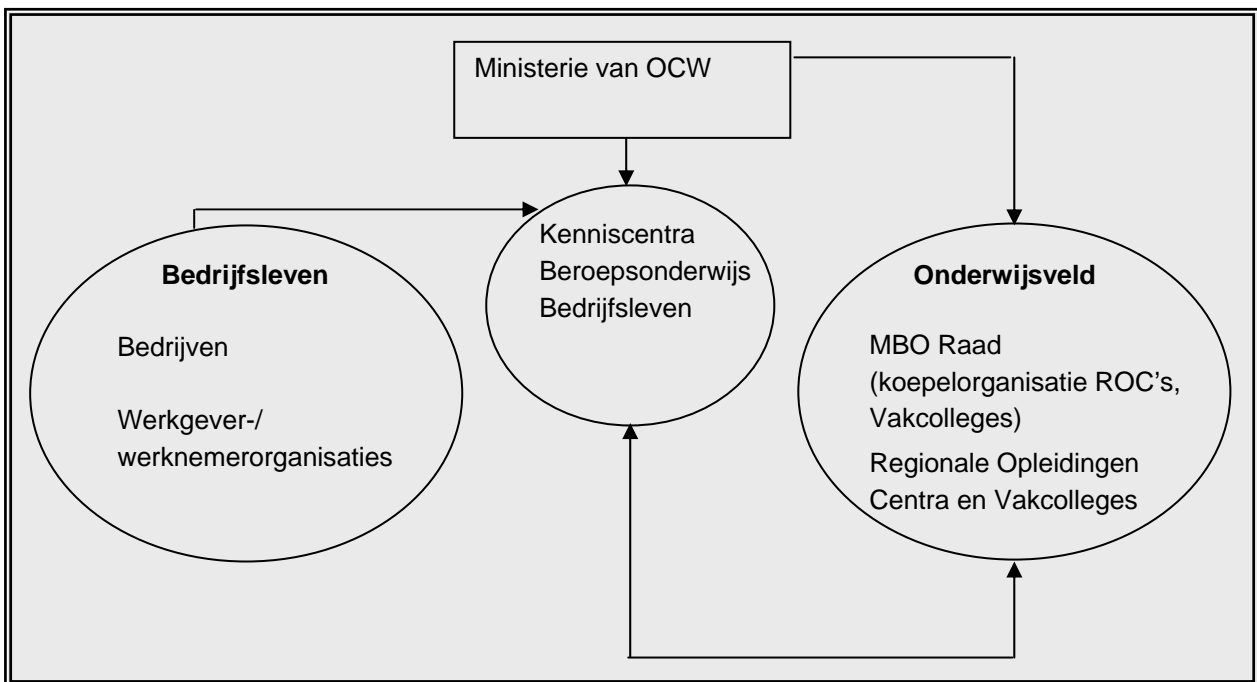 Ministerie van OCW
Kenniscentra
Beroepsonderwijs
Bedrijfsleven
Bedrijfsleven
Bedrijven
Werkgever-/
werknemerorganisaties
Onderwijsveld
MBO Raad
(koepelorganisatie ROC’s,
Vakcolleges)
Regionale Opleidingen
Centra en Vakcolleges